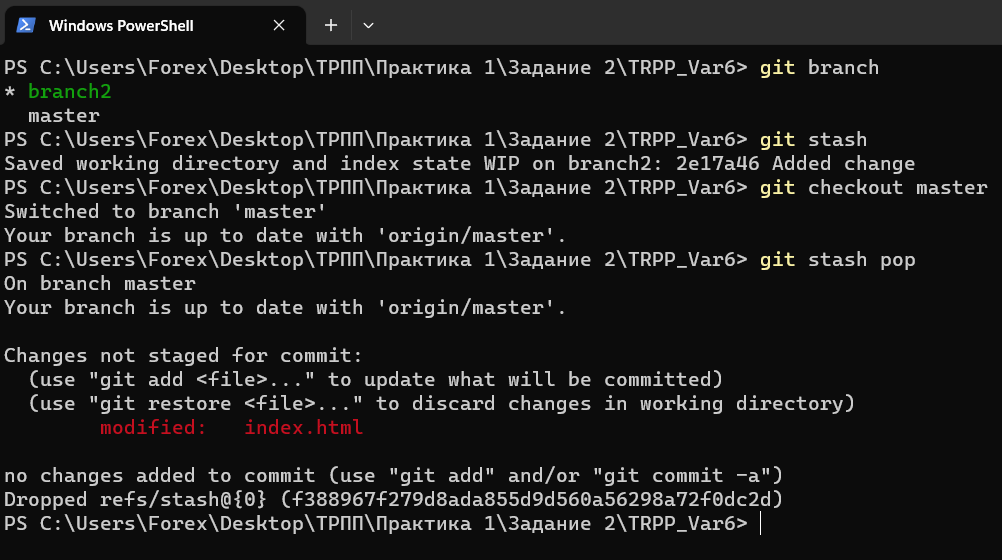 Windows PowerShell
PS C:\Users\Forex\Desktop\ТРПП\Практика 1\Задание 2\TRPP_Var6> git branch
* branch2
  master
PS C:\Users\Forex\Desktop\ТРПП\Практика 1\Задание 2\TRPP_Var6> git stash
Saved working directory and index state WIP on branch2: 2e17a46 Added change
PS C:\Users\Forex\Desktop\ТРПП\Практика 1\Задание 2\TRPP_Var6> git checkout master
Switched to branch 'master'
Your branch is up to date with 'origin/master'.
PS C:\Users\Forex\Desktop\ТРПП\Практика 1\Задание 2\TRPP_Var6> git stash pop
On branch master
Your branch is up to date with 'origin/master'.

Changes not staged for commit:
  (use "git add <file>..." to update what will be committed)
  (use "git restore <file>..." to discard changes in working directory)
        modified:   index.html

no changes added to commit (use "git add" and/or "git commit -a")
Dropped refs/stash@{0} (f388967f279d8ada855d9d560a56298a72f0dc2d)
PS C:\Users\Forex\Desktop\ТРПП\Практика 1\Задание 2\TRPP_Var6>